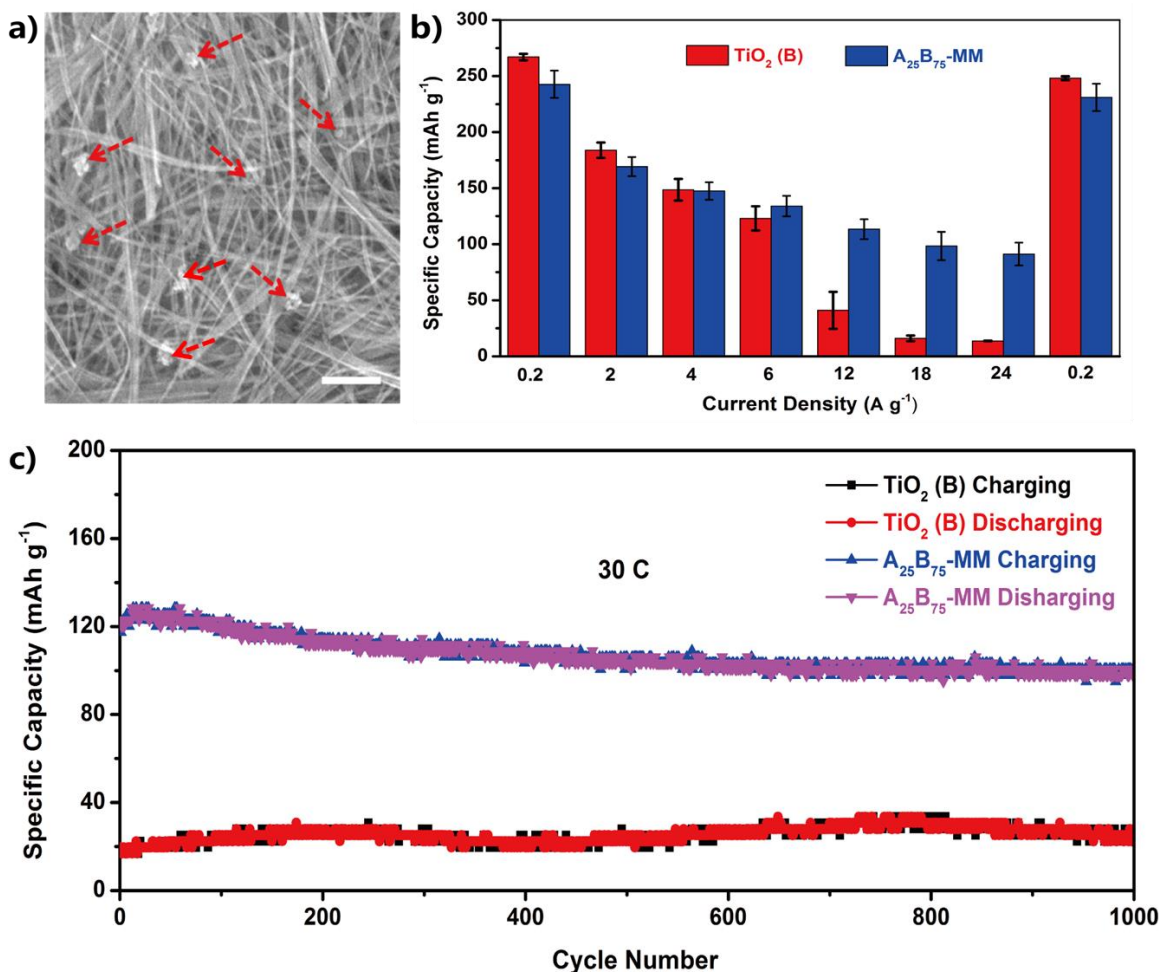 a)
b)
Specific Capacity (mAh g⁻¹)
300
250
200
150
100
50
0
TiO₂ (B)
A₂₅B₇₅-MM
0.2 2 4 6 12 18 24 0.2
Current Density (A g⁻¹)
c)
Specific Capacity (mAh g⁻¹)
200
160
120
80
40
0
30 C
TiO₂ (B) Charging
TiO₂ (B) Discharging
A₂₅B₇₅-MM Charging
A₂₅B₇₅-MM Disharging
0 200 400 600 800 1000
Cycle Number